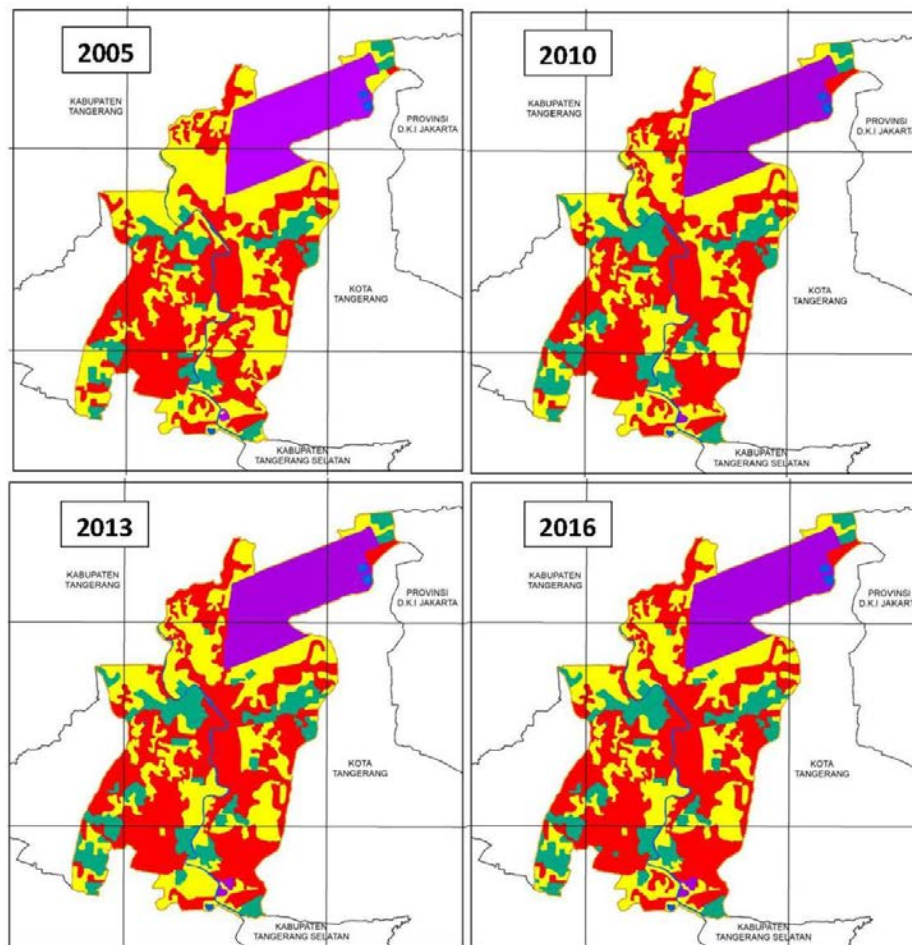 2005
KABUPATEN
TANGERANG
PROVINSI
D.K.I JAKARTA
KOTA
TANGERANG
KABUPATEN
TANGERANG SELATAN
2010
KABUPATEN
TANGERANG
PROVINSI
D.K.I JAKARTA
KOTA
TANGERANG
KABUPATEN
TANGERANG SELATAN
2013
KABUPATEN
TANGERANG
PROVINSI
D.K.I JAKARTA
KOTA
TANGERANG
KABUPATEN
TANGERANG SELATAN
2016
KABUPATEN
TANGERANG
PROVINSI
D.K.I JAKARTA
KOTA
TANGERANG
KABUPATEN
TANGERANG SELATAN